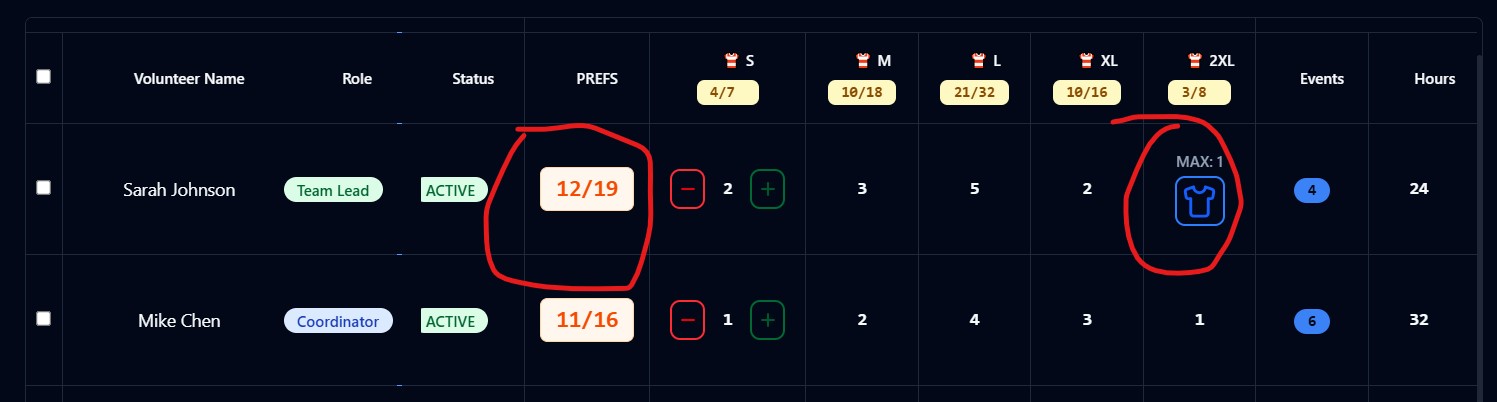 Volunteer Name Role Status PREFS S M L XL 2XL Events Hours
4/7 10/18 21/32 10/16 3/8
MAX: 1
Sarah Johnson Team Lead ACTIVE 12/19 − 2 + 3 5 2 4 24
Mike Chen Coordinator ACTIVE 11/16 − 1 + 2 4 3 1 6 32